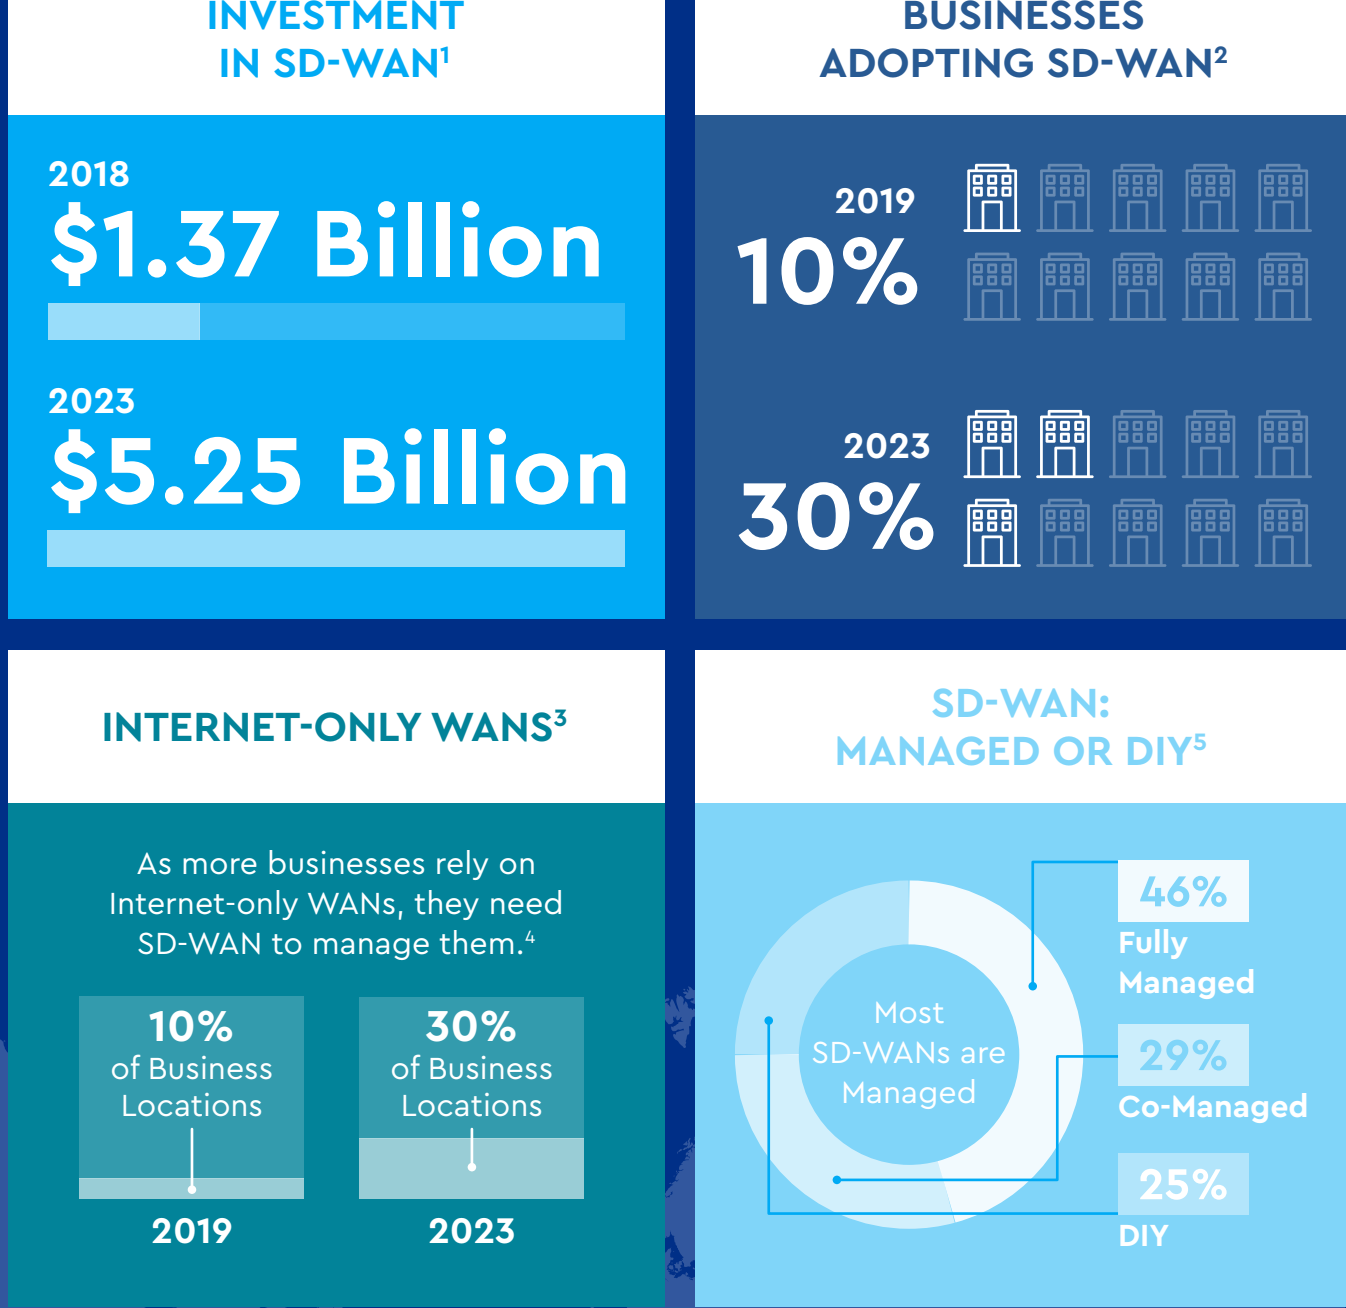 INVESTMENT
IN SD-WAN¹
2018
$1.37 Billion
2023
$5.25 Billion
BUSINESSES
ADOPTING SD-WAN²
2019
10%
2023
30%
INTERNET-ONLY WANS³
As more businesses rely on
Internet-only WANs, they need
SD-WAN to manage them.⁴
10%
of Business
Locations
2019
30%
of Business
Locations
2023
SD-WAN:
MANAGED OR DIY⁵
Most
SD-WANs are
Managed
46%
Fully
Managed
29%
Co-Managed
25%
DIY